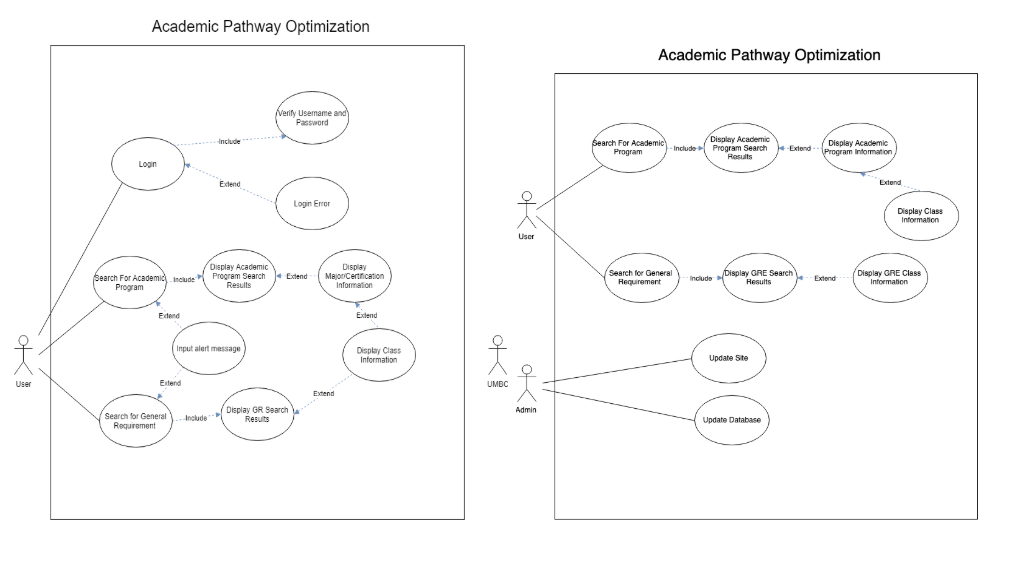 Academic Pathway Optimization
Verify Username and
Password
Include
Login
Extend
Login Error
Search For Academic
Program
Include
Display Academic
Program Search
Results
Extend
Display
Major/Certification
Information
Extend
Extend
Input alert message
Display Class
Information
User
Extend
Extend
Search for General
Requirement
Include
Display GR Search
Results
Academic Pathway Optimization
Search For Academic
Program
Include
Display Academic
Program Search
Results
Extend
Display Academic
Program Information
Extend
Display Class
Information
User
Search for General
Requirement
Include
Display GRE Search
Results
Extend
Display GRE Class
Information
Update Site
UMBC
Admin
Update Database